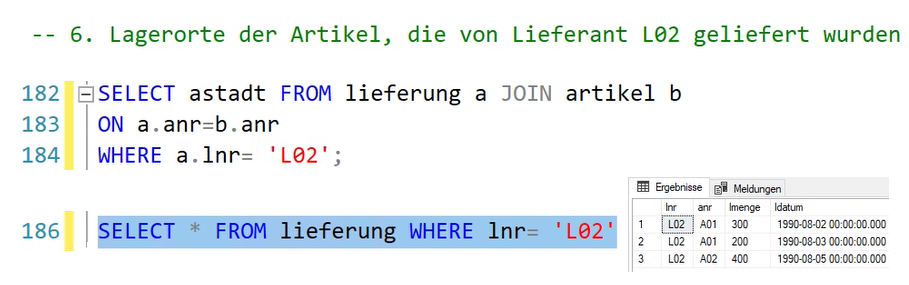 -- 6. Lagerorte der Artikel, die von Lieferant L02 geliefert wurden
182 SELECT astadt FROM lieferung a JOIN artikel b
183 ON a.anr=b.anr
184 WHERE a.lnr= 'L02';
186 SELECT * FROM lieferung WHERE lnr= 'L02'
Ergebnisse Meldungen
lnr anr lmenge ldatum
1 L02 A01 300 1990-08-02 00:00:00.000
2 L02 A01 200 1990-08-03 00:00:00.000
3 L02 A02 400 1990-08-05 00:00:00.000